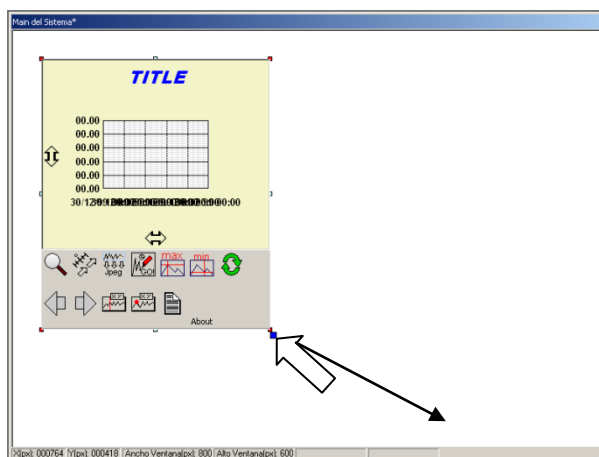 Main del Sistema*
TITLE
00.00
00.00
00.00
00.00
00.00
00.00
max min
Jpeg GO! X,Y X,Y
About
X(px): 000764 Y(px): 000418 Ancho Ventana(px): 800 Alto Ventana(px): 600